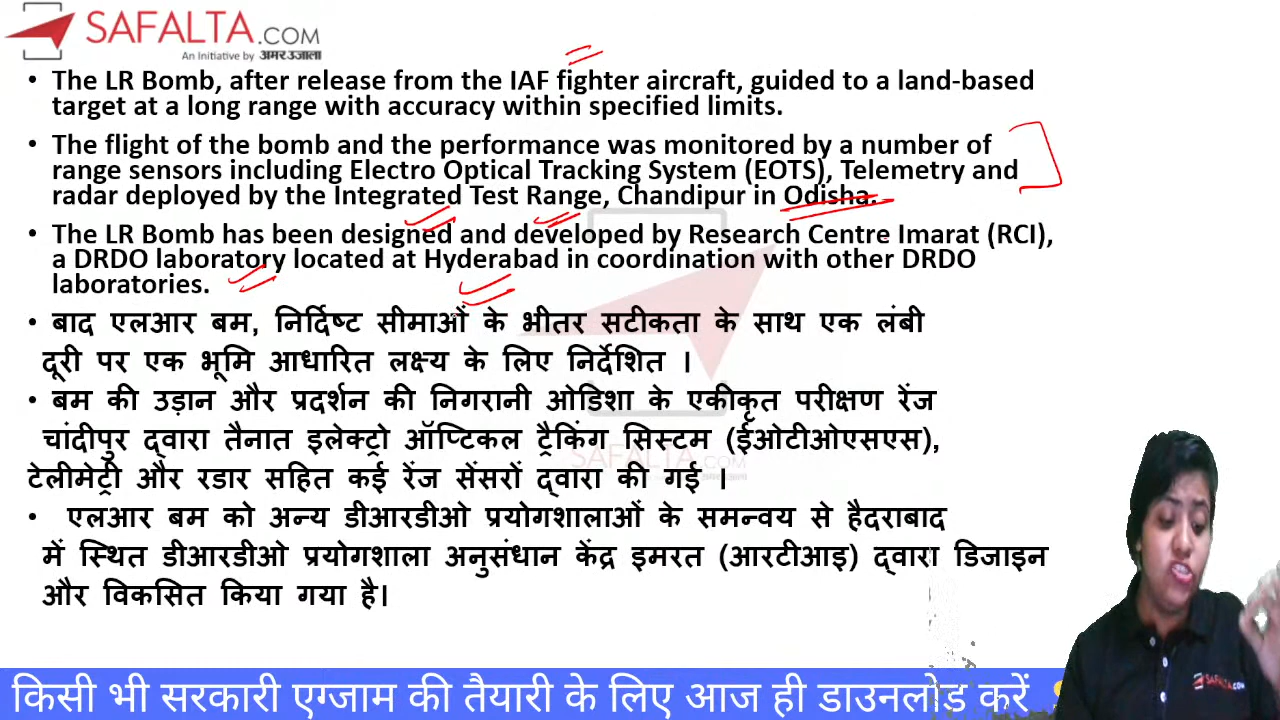 SAFALTA.COM
An Initiative by अमर उजाला
• The LR Bomb, after release from the IAF fighter aircraft, guided to a land-based
target at a long range with accuracy within specified limits.
• The flight of the bomb and the performance was monitored by a number of
range sensors including Electro Optical Tracking System (EOTS), Telemetry and
radar deployed by the Integrated Test Range, Chandipur in Odisha.
• The LR Bomb has been designed and developed by Research Centre Imarat (RCI),
a DRDO laboratory located at Hyderabad in coordination with other DRDO
laboratories.
• बाद एलआर बम, निर्दिष्ट सीमाओं के भीतर सटीकता के साथ एक लंबी
दूरी पर एक भूमि आधारित लक्ष्य के लिए निर्देशित ।
• बम की उड़ान और प्रदर्शन की निगरानी ओडिशा के एकीकृत परीक्षण रेंज
चांदीपुर द्वारा तैनात इलेक्ट्रो ऑप्टिकल ट्रैकिंग सिस्टम (ईओटीओएसएस),
टेलीमेट्री और रडार सहित कई रेंज सेंसरों द्वारा की गई ।
• एलआर बम को अन्य डीआरडीओ प्रयोगशालाओं के समन्वय से हैदराबाद
में स्थित डीआरडीओ प्रयोगशाला अनुसंधान केंद्र इमरत (आरटीआइ) द्वारा डिजाइन
और विकसित किया गया है।
SAFALTA.COM
किसी भी सरकारी एग्जाम की तैयारी के लिए आज ही डाउनलोड करें